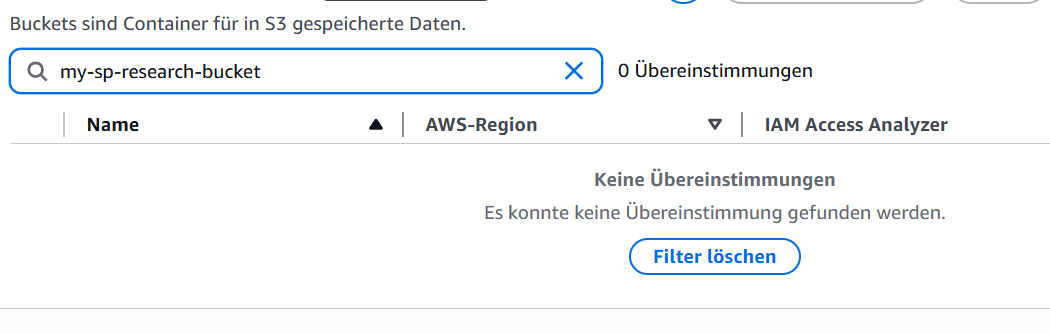 Buckets sind Container für in S3 gespeicherte Daten.
my-sp-research-bucket
0 Übereinstimmungen
Name AWS-Region IAM Access Analyzer
Keine Übereinstimmungen
Es konnte keine Übereinstimmung gefunden werden.
Filter löschen